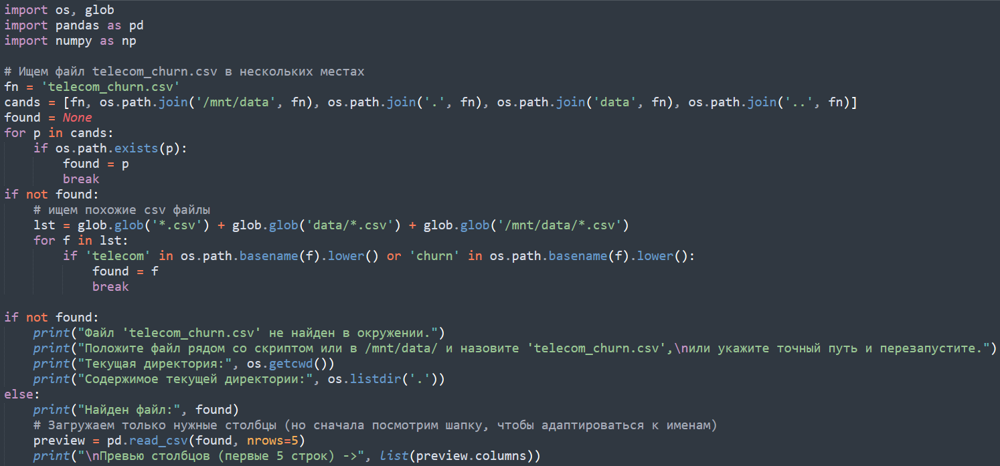 import os, glob
import pandas as pd
import numpy as np

# Ищем файл telecom_churn.csv в нескольких местах
fn = 'telecom_churn.csv'
cands = [fn, os.path.join('/mnt/data', fn), os.path.join('.', fn), os.path.join('data', fn), os.path.join('..', fn)]
found = None
for p in cands:
    if os.path.exists(p):
        found = p
        break
if not found:
    # ищем похожие csv файлы
    lst = glob.glob('*.csv') + glob.glob('data/*.csv') + glob.glob('/mnt/data/*.csv')
    for f in lst:
        if 'telecom' in os.path.basename(f).lower() or 'churn' in os.path.basename(f).lower():
            found = f
            break

if not found:
    print("Файл 'telecom_churn.csv' не найден в окружении.")
    print("Положите файл рядом со скриптом или в /mnt/data/ и назовите 'telecom_churn.csv',\nили укажите точный путь и перезапустите.")
    print("Текущая директория:", os.getcwd())
    print("Содержимое текущей директории:", os.listdir('.'))
else:
    print("Найден файл:", found)
    # Загружаем только нужные столбцы (но сначала посмотрим шапку, чтобы адаптироваться к именам)
    preview = pd.read_csv(found, nrows=5)
    print("\nПревью столбцов (первые 5 строк) ->", list(preview.columns))